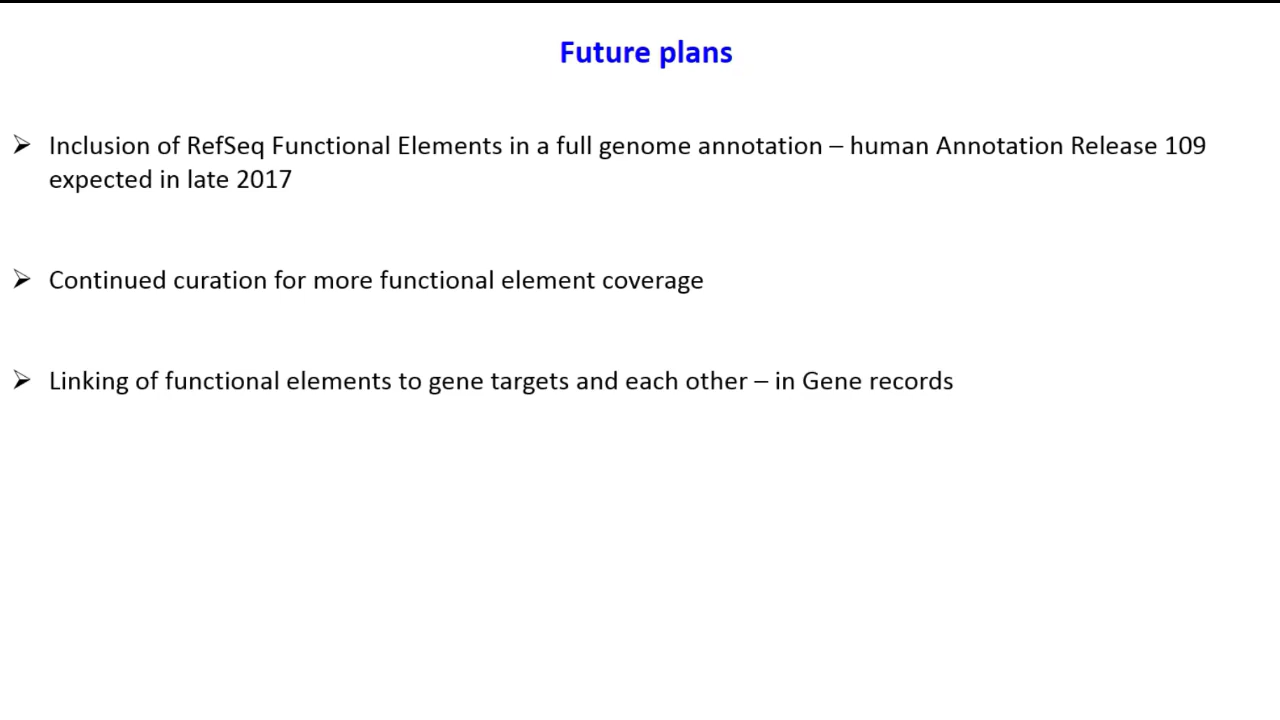 Future plans
Inclusion of RefSeq Functional Elements in a full genome annotation – human Annotation Release 109
expected in late 2017
Continued curation for more functional element coverage
Linking of functional elements to gene targets and each other – in Gene records